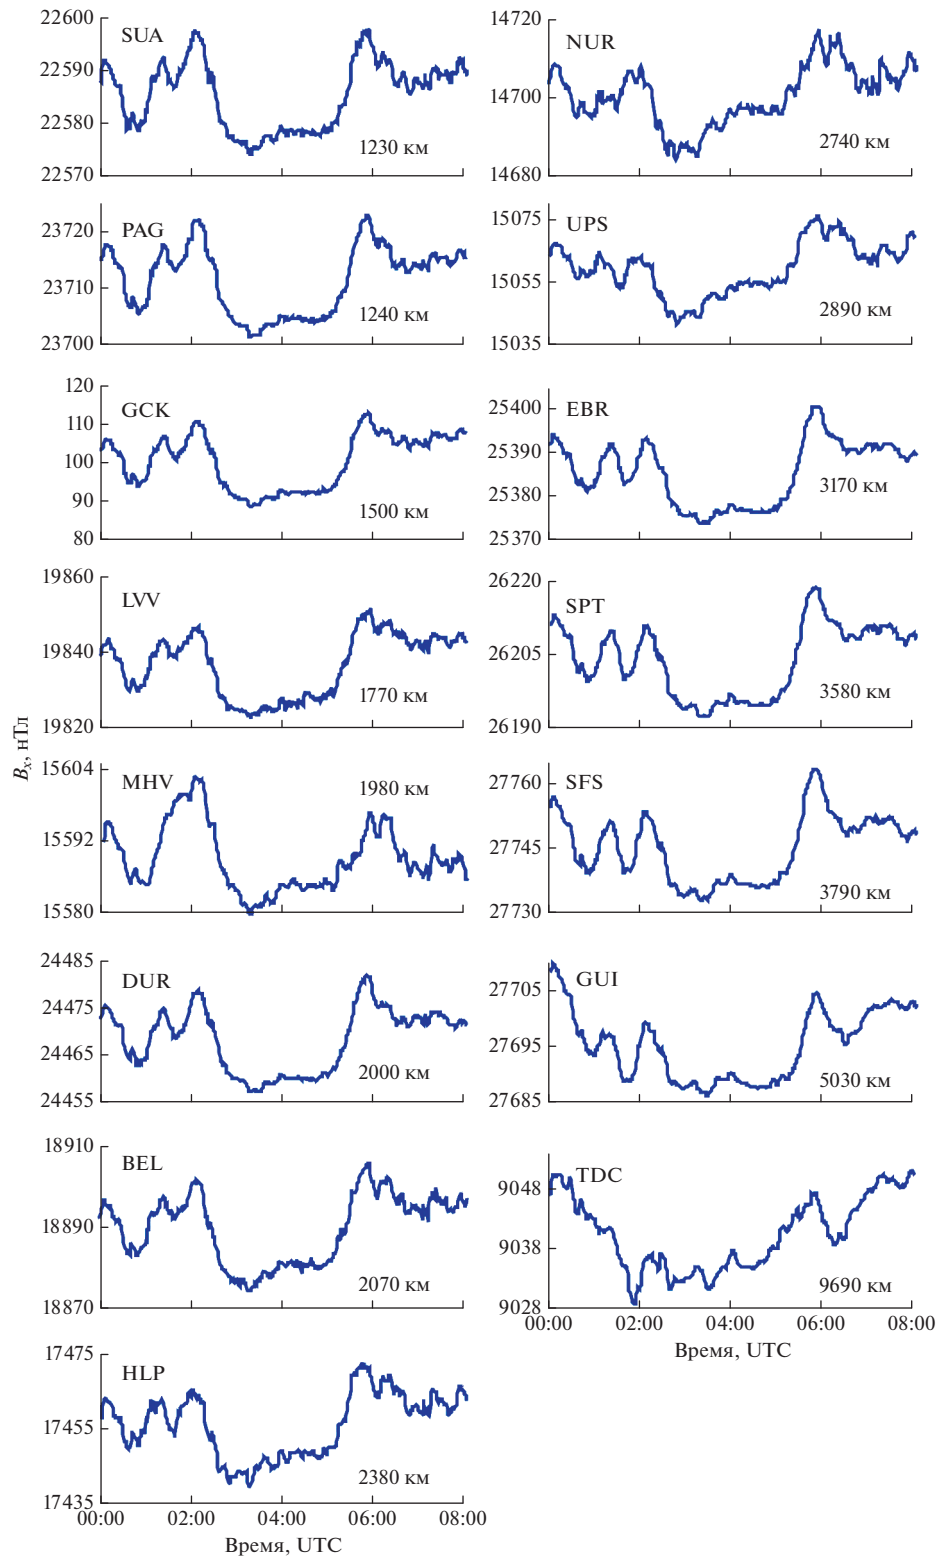 B_x, нТл
22600
22590
22580
22570
SUA
1230 км
23720
23710
23700
PAG
1240 км
120
110
100
90
80
GCK
1500 км
19860
19840
19820
LVV
1770 км
15604
15592
15580
MHV
1980 км
24485
24475
24465
24455
DUR
2000 км
18910
18890
18870
BEL
2070 км
17475
17455
17435
HLP
2380 км
00:00 02:00 04:00 06:00 08:00
Время, UTC
14720
14700
14680
NUR
2740 км
15075
15055
15035
UPS
2890 км
25400
25390
25380
25370
EBR
3170 км
26220
26205
26190
SPT
3580 км
27760
27745
27730
SFS
3790 км
27705
27695
27685
GUI
5030 км
9048
9038
9028
TDC
9690 км
00:00 02:00 04:00 06:00 08:00
Время, UTC